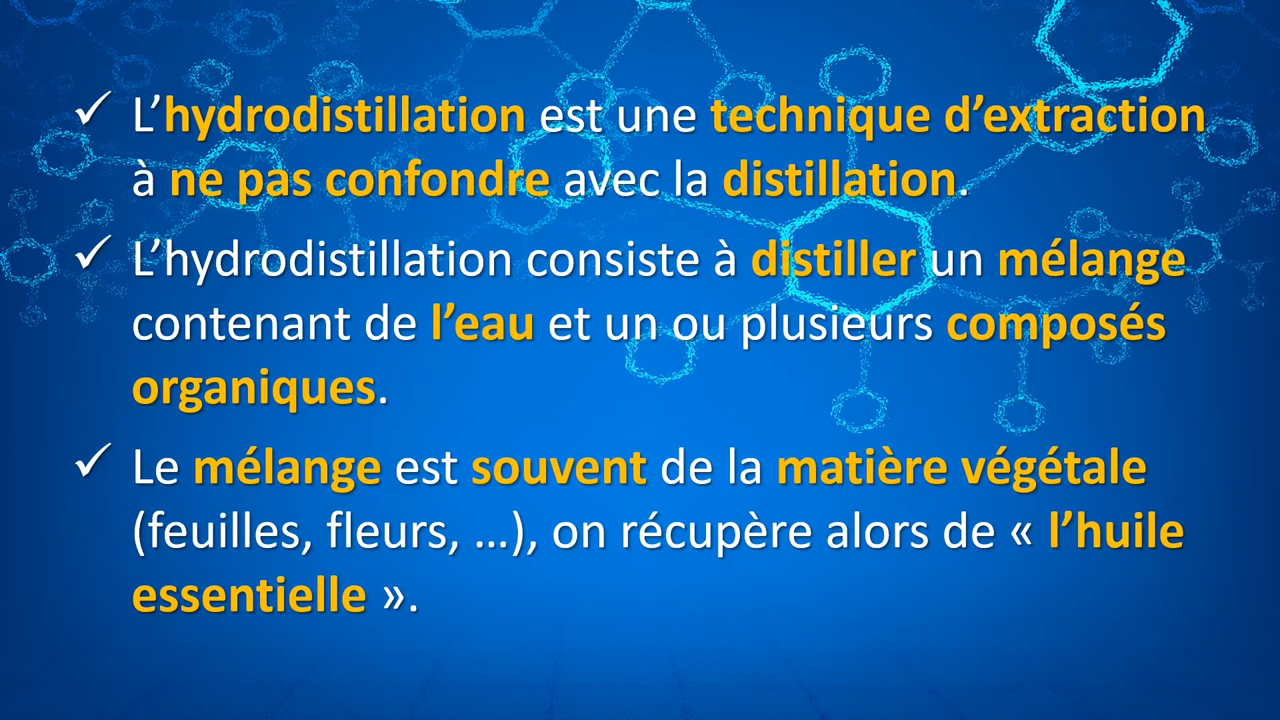 ✓ L’hydrodistillation est une technique d’extraction
à ne pas confondre avec la distillation.
✓ L’hydrodistillation consiste à distiller un mélange
contenant de l’eau et un ou plusieurs composés
organiques.
✓ Le mélange est souvent de la matière végétale
(feuilles, fleurs, …), on récupère alors de « l’huile
essentielle ».